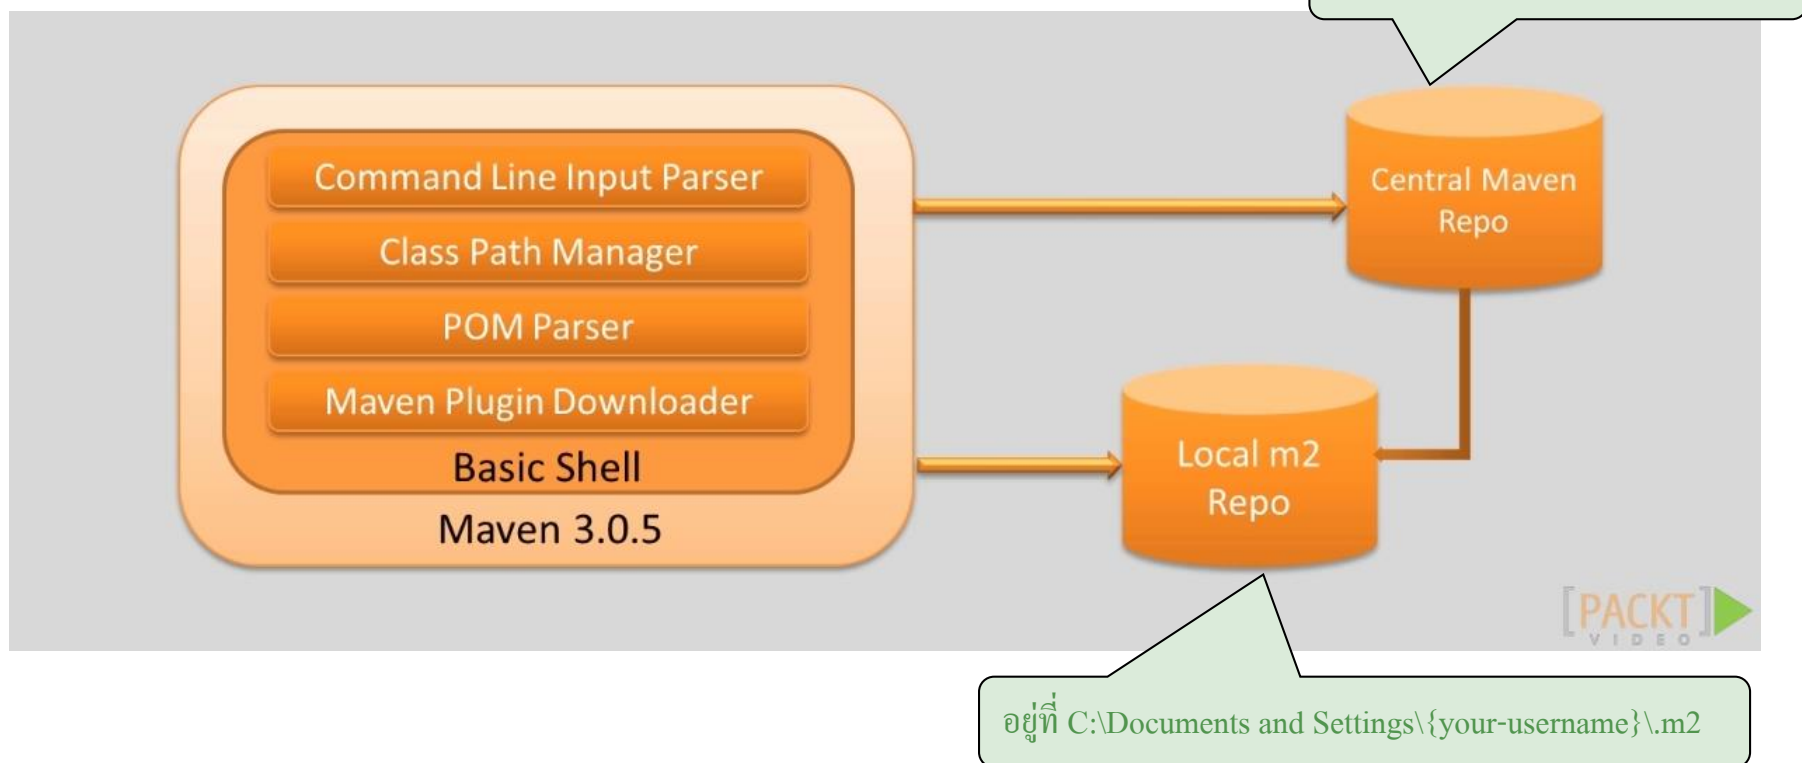 Command Line Input Parser
Class Path Manager
POM Parser
Maven Plugin Downloader
Basic Shell
Maven 3.0.5
Central Maven
Repo
Local m2
Repo
[PACKT]
VIDEO
อยู่ที่ C:\Documents and Settings\{your-username}\.m2